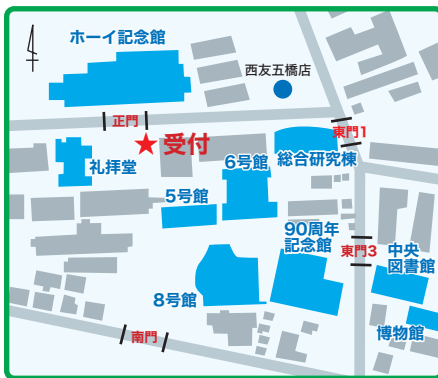 ホーイ記念館
西友五橋店
正門
東門1
★受付
総合研究棟
礼拝堂
6号館
5号館
90周年
記念館
東門3
中央
図書館
8号館
博物館
南門